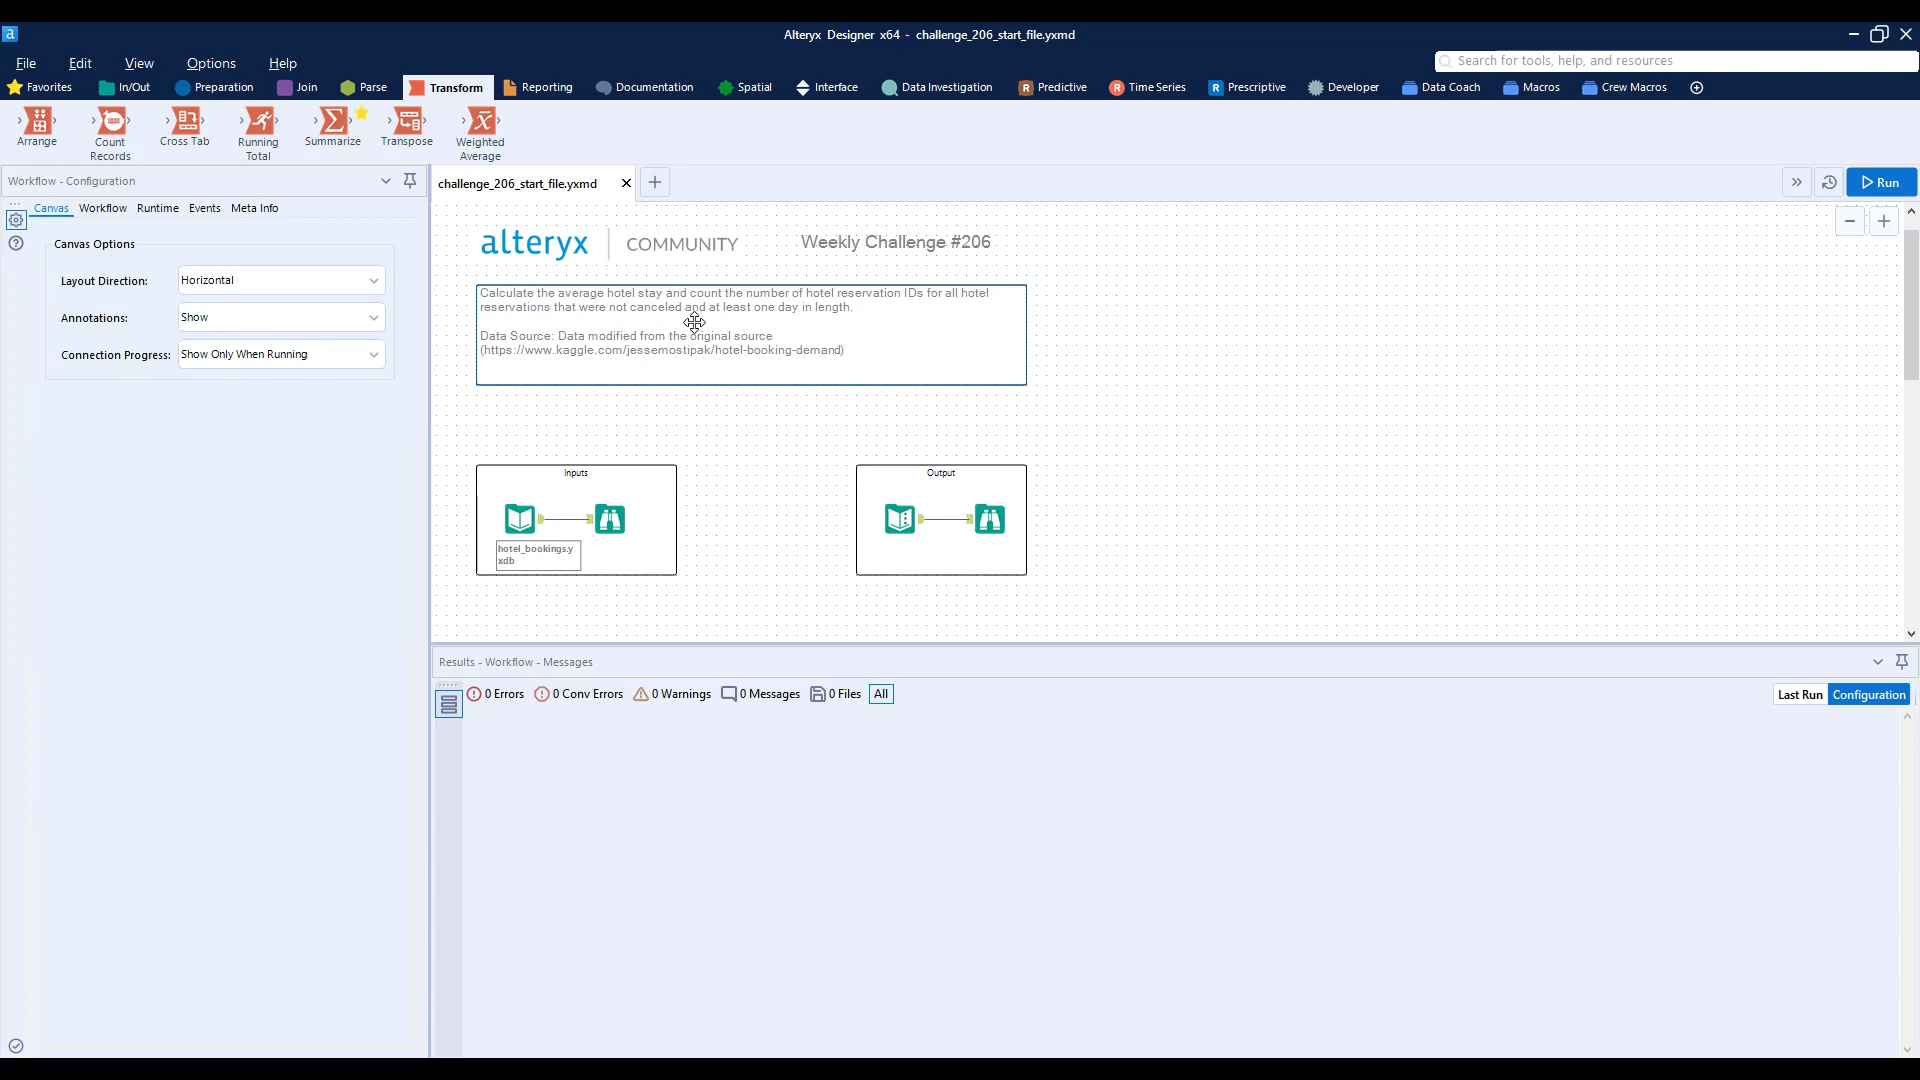 a
Alteryx Designer x64 - challenge_206_start_file.yxmd
File Edit View Options Help
Search for tools, help, and resources
Favorites In/Out Preparation Join Parse Transform Reporting Documentation Spatial Interface Data Investigation Predictive Time Series Prescriptive Developer Data Coach Macros Crew Macros
Arrange
Count
Records
Cross Tab
Running
Total
Summarize
Transpose
Weighted
Average
Workflow - Configuration
challenge_206_start_file.yxmd
Run
Canvas Workflow Runtime Events Meta Info
Canvas Options
Layout Direction: Horizontal
Annotations: Show
Connection Progress: Show Only When Running
alteryx COMMUNITY Weekly Challenge #206
Calculate the average hotel stay and count the number of hotel reservation IDs for all hotel
reservations that were not canceled and at least one day in length.
Data Source: Data modified from the original source
(https://www.kaggle.com/jessemostipak/hotel-booking-demand)
Inputs
hotel_bookings.y
xdb
Output
Results - Workflow - Messages
0 Errors 0 Conv Errors 0 Warnings 0 Messages 0 Files All
Last Run Configuration